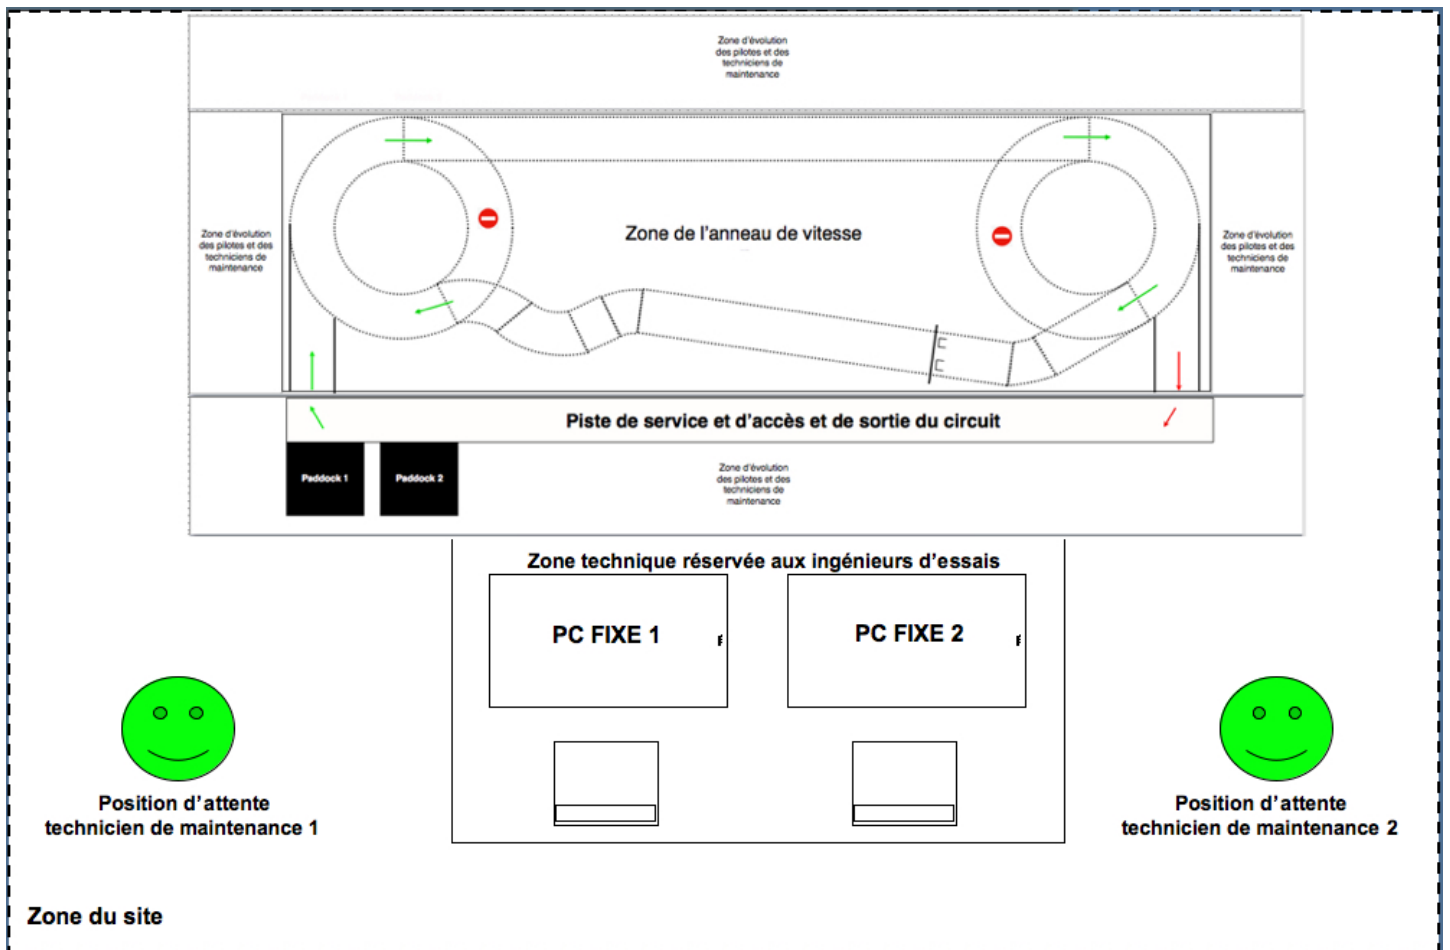 Zone d'évolution
des pilotes et des
techniciens de
maintenance
Zone d'évolution
des pilotes et des
techniciens de
maintenance
Zone de l'anneau de vitesse
Zone d'évolution
des pilotes et des
techniciens de
maintenance
Piste de service et d'accès et de sortie du circuit
Paddock 1
Paddock 2
Zone d'évolution
des pilotes et des
techniciens de
maintenance
Zone technique réservée aux ingénieurs d'essais
PC FIXE 1
PC FIXE 2
Position d'attente
technicien de maintenance 1
Position d'attente
technicien de maintenance 2
Zone du site